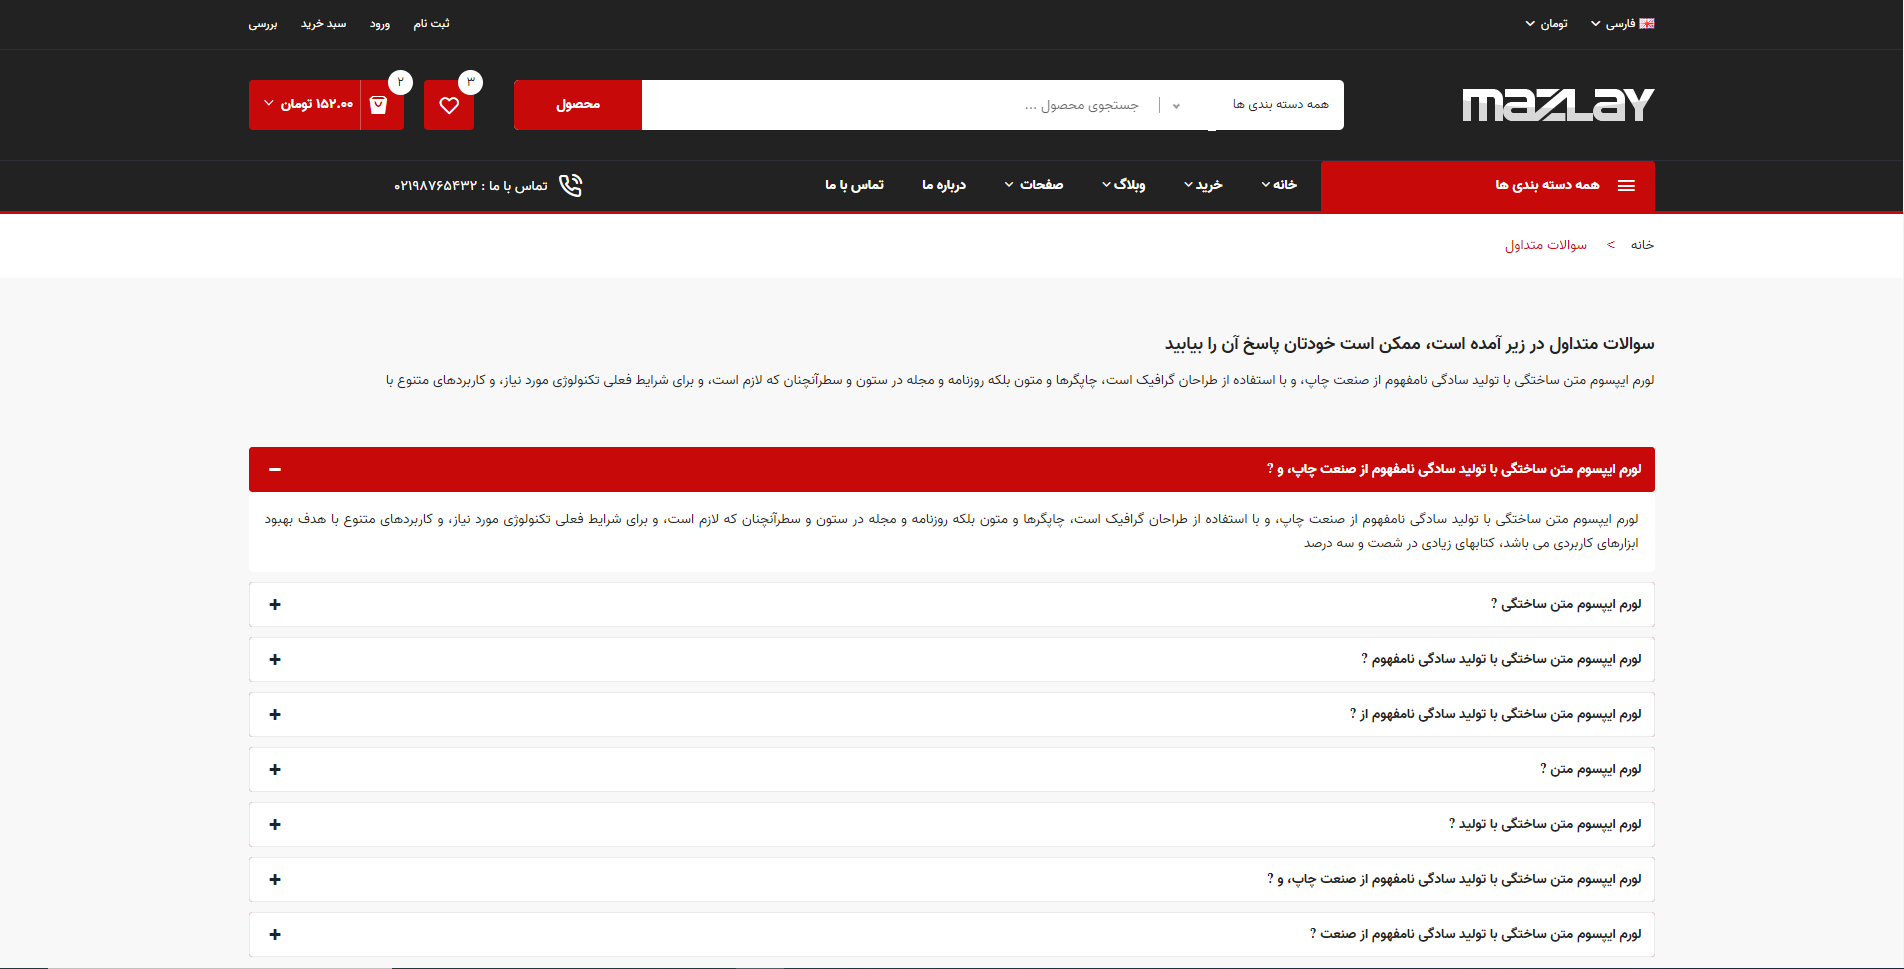 فارسی
تومان
ثبت نام
ورود
سبد خرید
بررسی
MAZLAY
همه دسته بندی ها
جستجوی محصول ...
محصول
۳
۲
۱۵۲.۰۰ تومان
همه دسته بندی ها
خانه
خرید
وبلاگ
صفحات
درباره ما
تماس با ما
تماس با ما : ۰۲۱۹۸۷۶۵۴۳۲
خانه > سوالات متداول
سوالات متداول در زیر آمده است، ممکن است خودتان پاسخ آن را بیابید
لورم ایپسوم متن ساختگی با تولید سادگی نامفهوم از صنعت چاپ، و با استفاده از طراحان گرافیک است، چاپگرها و متون بلکه روزنامه و مجله در ستون و سطرآنچنان که لازم است، و برای شرایط فعلی تکنولوژی مورد نیاز، و کاربردهای متنوع با
لورم ایپسوم متن ساختگی با تولید سادگی نامفهوم از صنعت چاپ، و ?
لورم ایپسوم متن ساختگی با تولید سادگی نامفهوم از صنعت چاپ، و با استفاده از طراحان گرافیک است، چاپگرها و متون بلکه روزنامه و مجله در ستون و سطرآنچنان که لازم است، و برای شرایط فعلی تکنولوژی مورد نیاز، و کاربردهای متنوع با هدف بهبود
ابزارهای کاربردی می باشد، کتابهای زیادی در شصت و سه درصد
لورم ایپسوم متن ساختگی ?
لورم ایپسوم متن ساختگی با تولید سادگی نامفهوم ?
لورم ایپسوم متن ساختگی با تولید سادگی نامفهوم از ?
لورم ایپسوم متن ?
لورم ایپسوم متن ساختگی با تولید ?
لورم ایپسوم متن ساختگی با تولید سادگی نامفهوم از صنعت چاپ، و ?
لورم ایپسوم متن ساختگی با تولید سادگی نامفهوم از صنعت ?